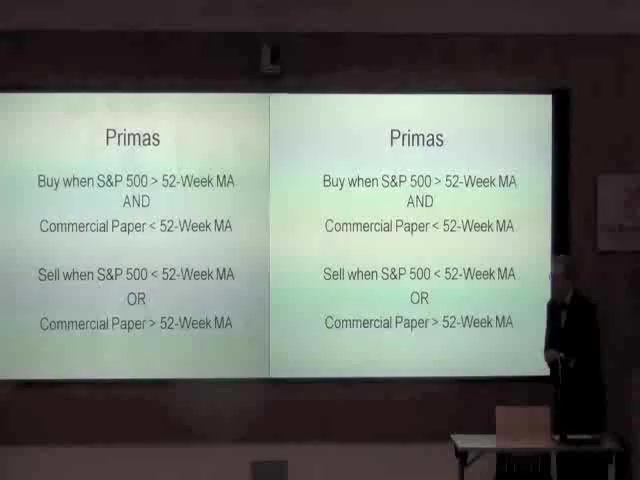 Primas
Buy when S&P 500 > 52-Week MA
AND
Commercial Paper < 52-Week MA
Sell when S&P 500 < 52-Week MA
OR
Commercial Paper > 52-Week MA
Primas
Buy when S&P 500 > 52-Week MA
AND
Commercial Paper < 52-Week MA
Sell when S&P 500 < 52-Week MA
OR
Commercial Paper > 52-Week MA